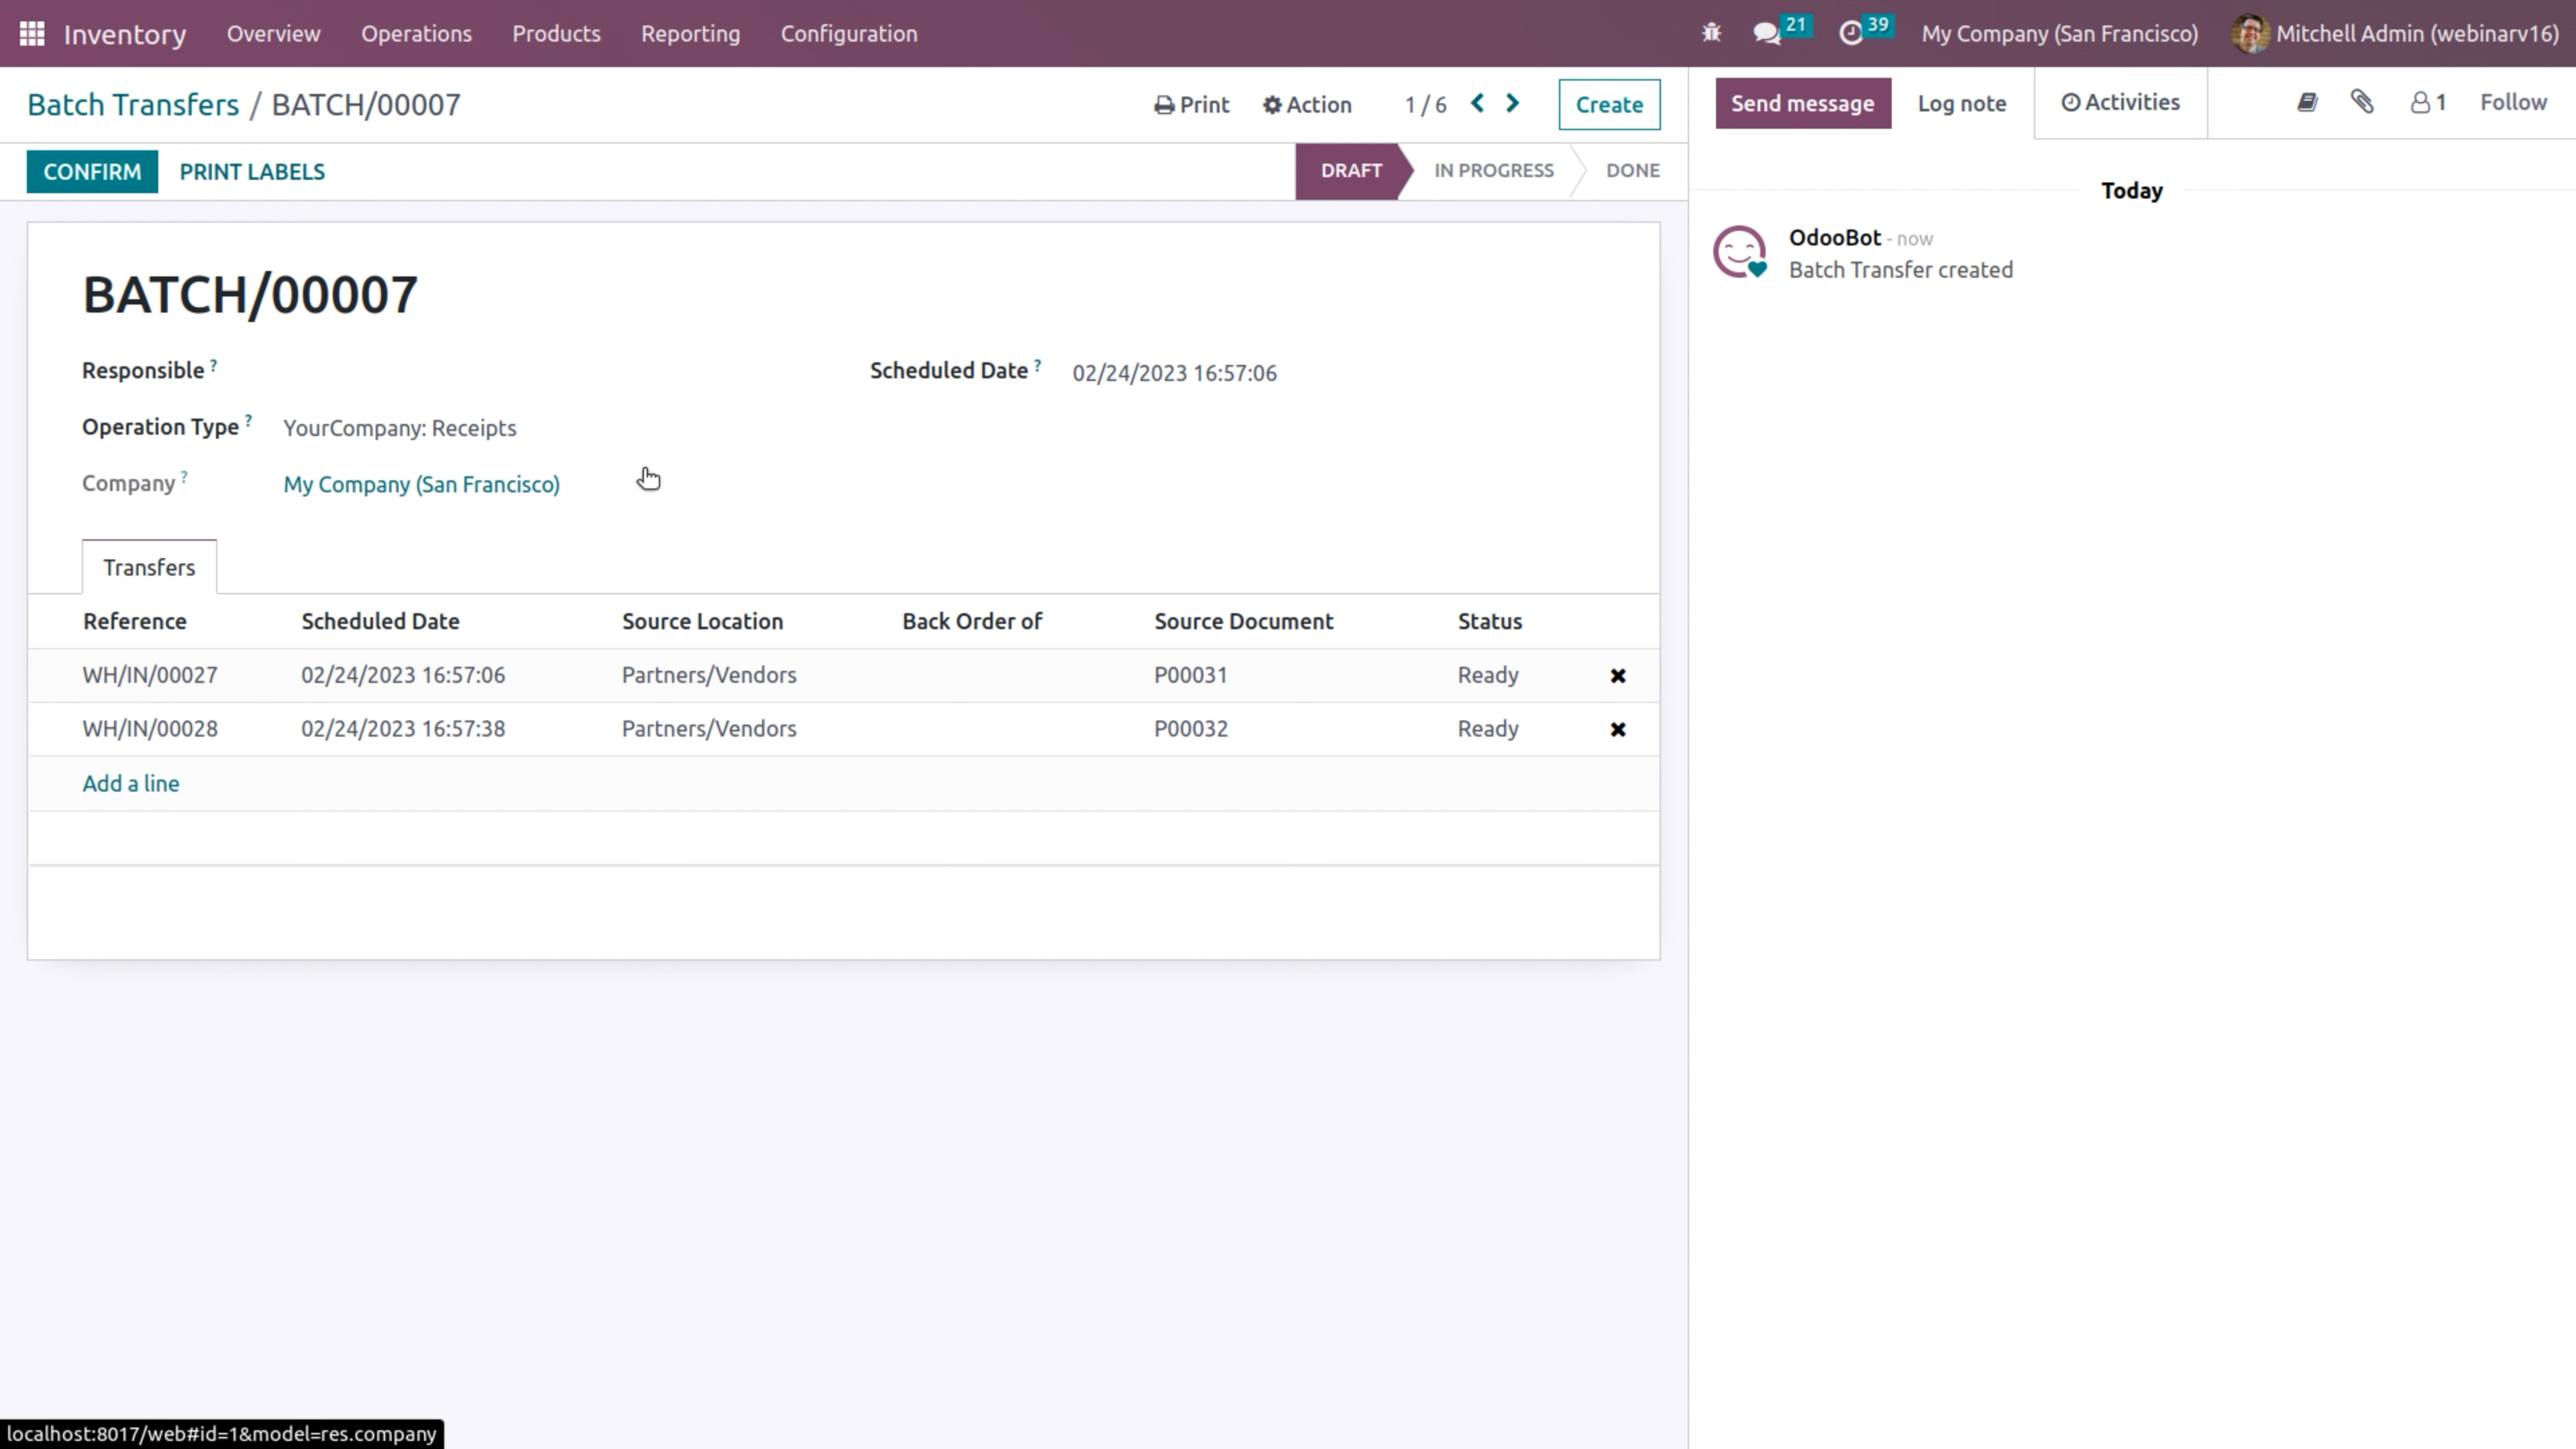 Inventory Overview Operations Products Reporting Configuration 21 39 My Company (San Francisco) Mitchell Admin (webinarv16)
Batch Transfers / BATCH/00007 Print Action 1 / 6 Create
Send message Log note Activities 1 Follow
CONFIRM PRINT LABELS DRAFT IN PROGRESS DONE
Today
OdooBot - now
Batch Transfer created
BATCH/00007
Responsible ? Scheduled Date ? 02/24/2023 16:57:06
Operation Type ? YourCompany: Receipts
Company ? My Company (San Francisco)
Transfers
Reference Scheduled Date Source Location Back Order of Source Document Status
WH/IN/00027 02/24/2023 16:57:06 Partners/Vendors P00031 Ready
WH/IN/00028 02/24/2023 16:57:38 Partners/Vendors P00032 Ready
Add a line
localhost:8017/web#id=1&model=res.company